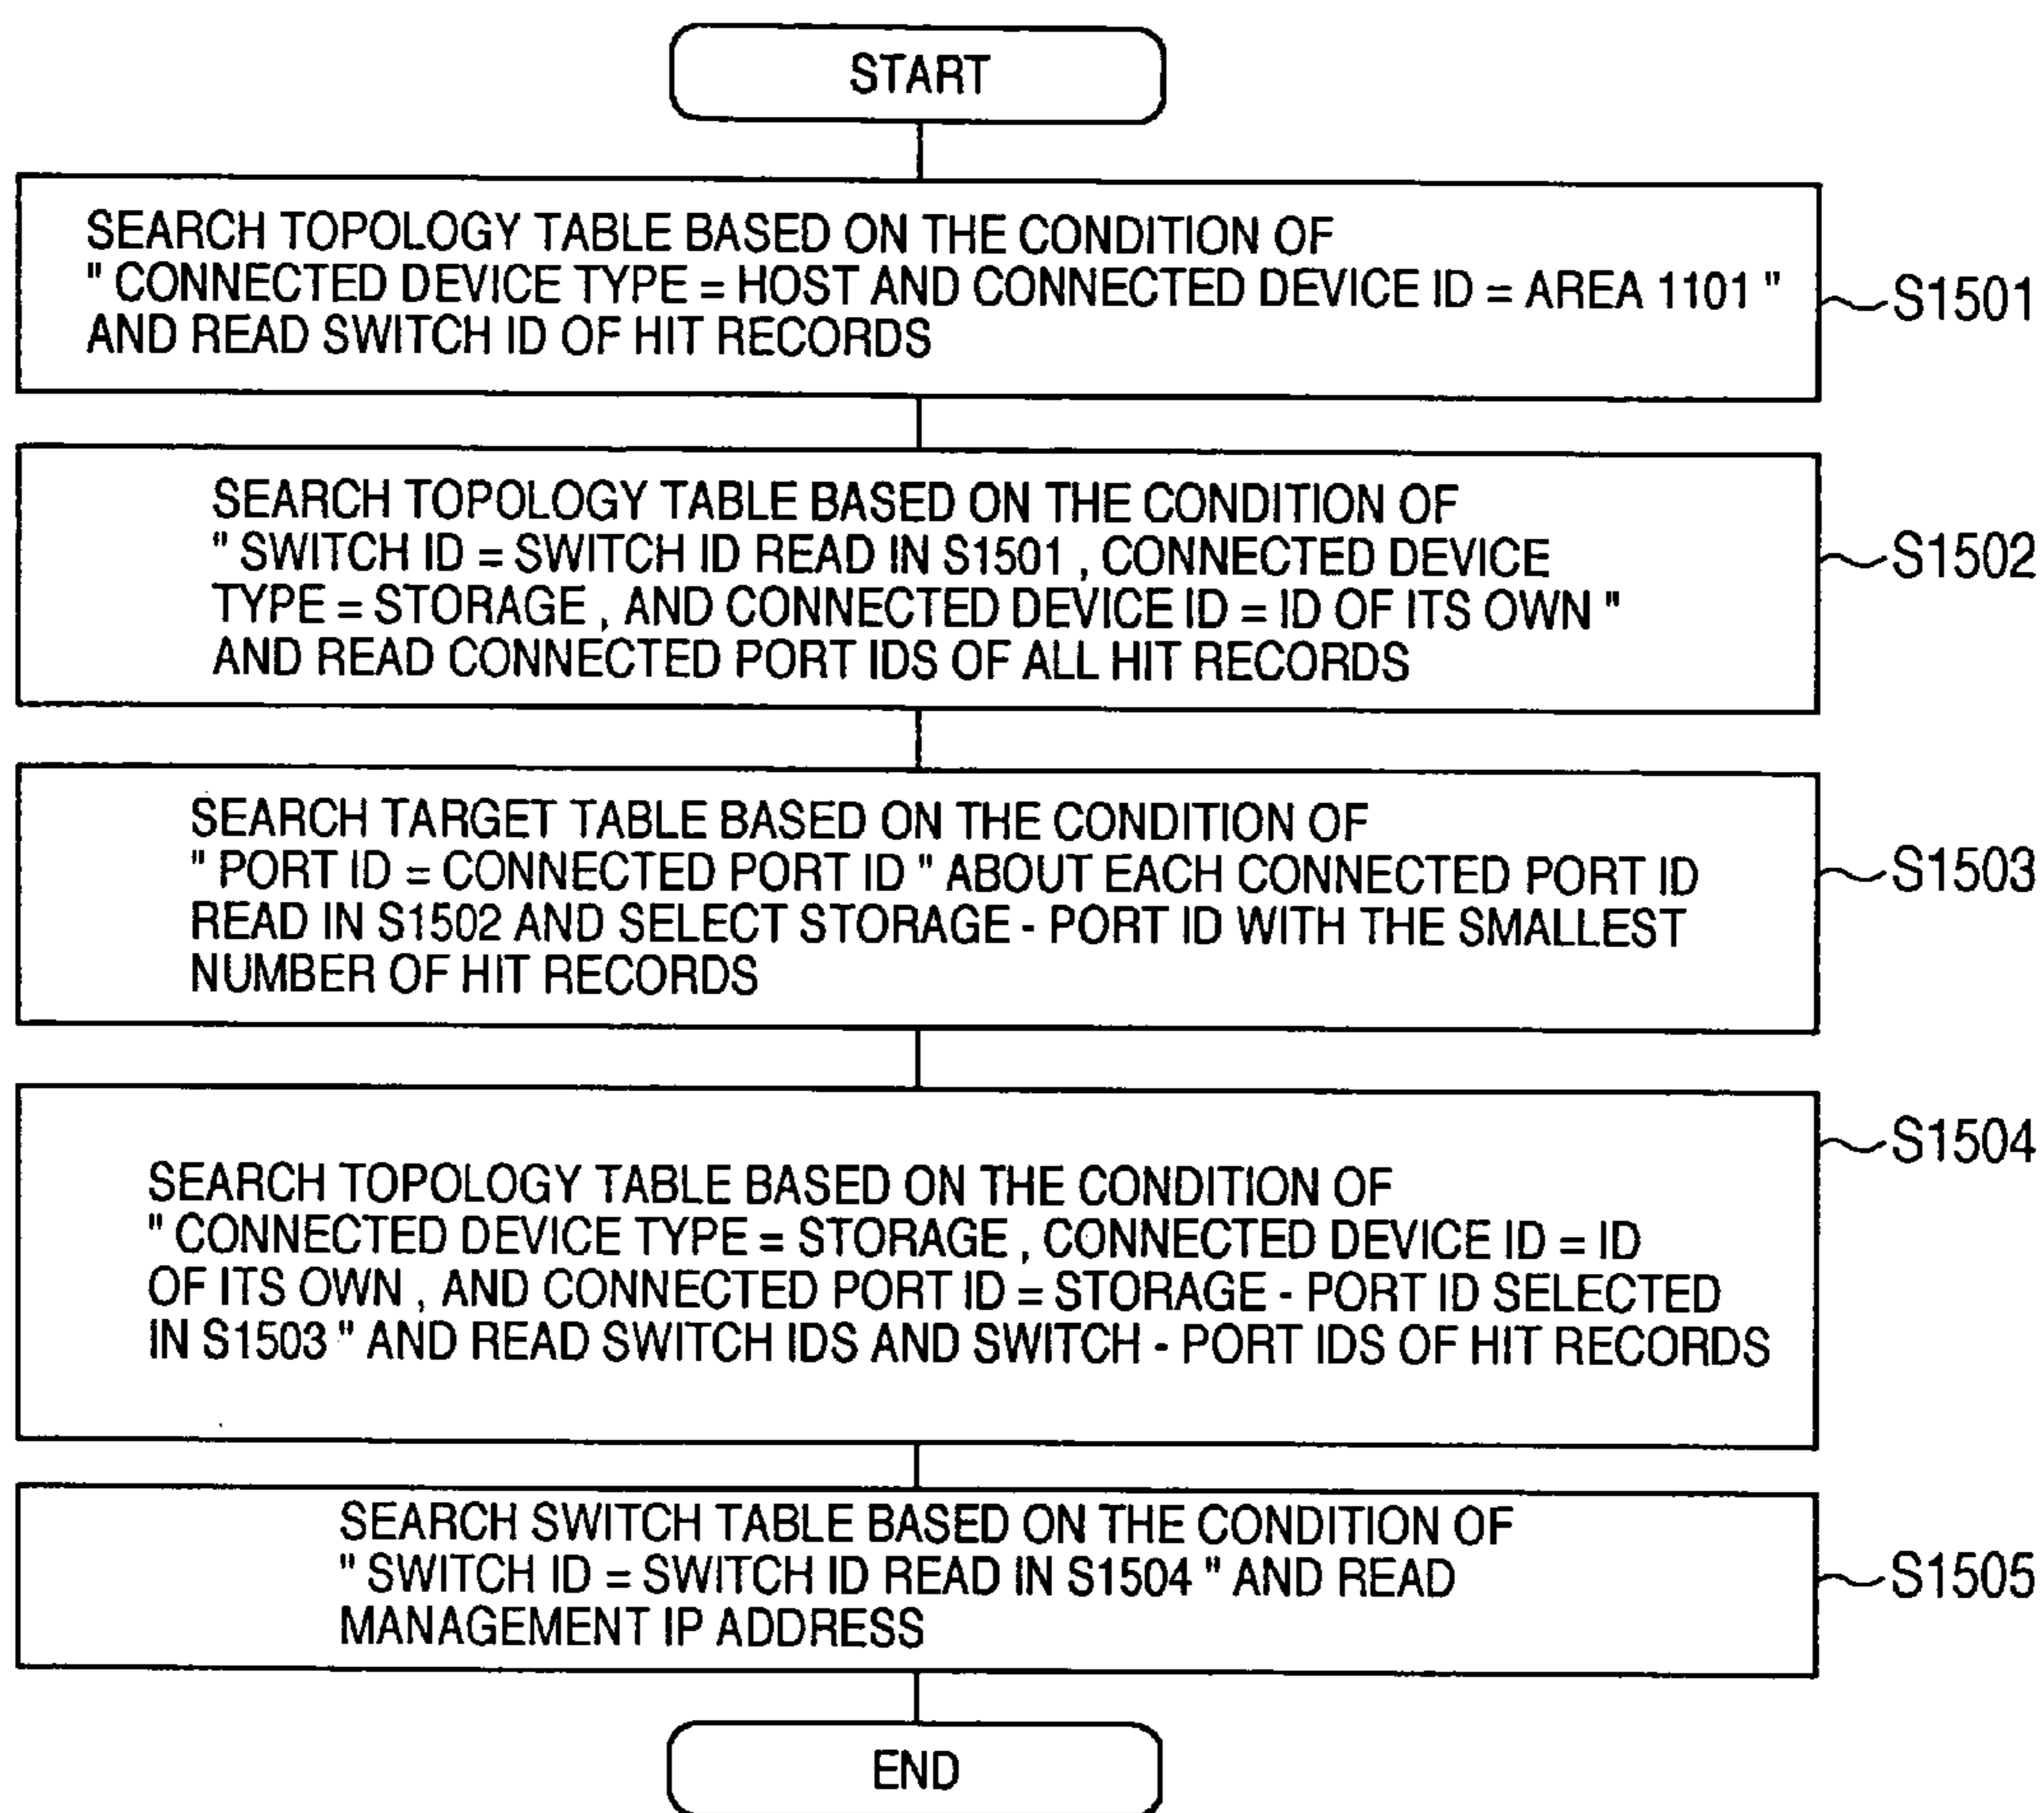 START
SEARCH TOPOLOGY TABLE BASED ON THE CONDITION OF
" CONNECTED DEVICE TYPE = HOST AND CONNECTED DEVICE ID = AREA 1101 "
AND READ SWITCH ID OF HIT RECORDS
S1501
SEARCH TOPOLOGY TABLE BASED ON THE CONDITION OF
" SWITCH ID = SWITCH ID READ IN S1501 , CONNECTED DEVICE
TYPE = STORAGE , AND CONNECTED DEVICE ID = ID OF ITS OWN "
AND READ CONNECTED PORT IDS OF ALL HIT RECORDS
S1502
SEARCH TARGET TABLE BASED ON THE CONDITION OF
" PORT ID = CONNECTED PORT ID " ABOUT EACH CONNECTED PORT ID
READ IN S1502 AND SELECT STORAGE - PORT ID WITH THE SMALLEST
NUMBER OF HIT RECORDS
S1503
SEARCH TOPOLOGY TABLE BASED ON THE CONDITION OF
" CONNECTED DEVICE TYPE = STORAGE , CONNECTED DEVICE ID = ID
OF ITS OWN , AND CONNECTED PORT ID = STORAGE - PORT ID SELECTED
IN S1503 " AND READ SWITCH IDS AND SWITCH - PORT IDS OF HIT RECORDS
S1504
SEARCH SWITCH TABLE BASED ON THE CONDITION OF
" SWITCH ID = SWITCH ID READ IN S1504 " AND READ
MANAGEMENT IP ADDRESS
S1505
END